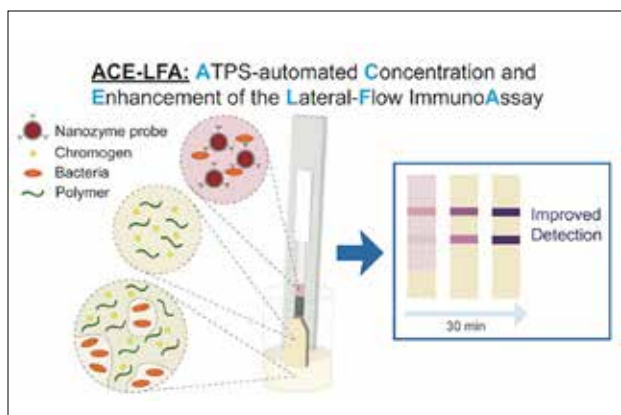 ACE-LFA: ATPS-automated Concentration and
Enhancement of the Lateral-Flow ImmunoAssay
Nanozyme probe
Chromogen
Bacteria
Polymer
Improved
Detection
30 min